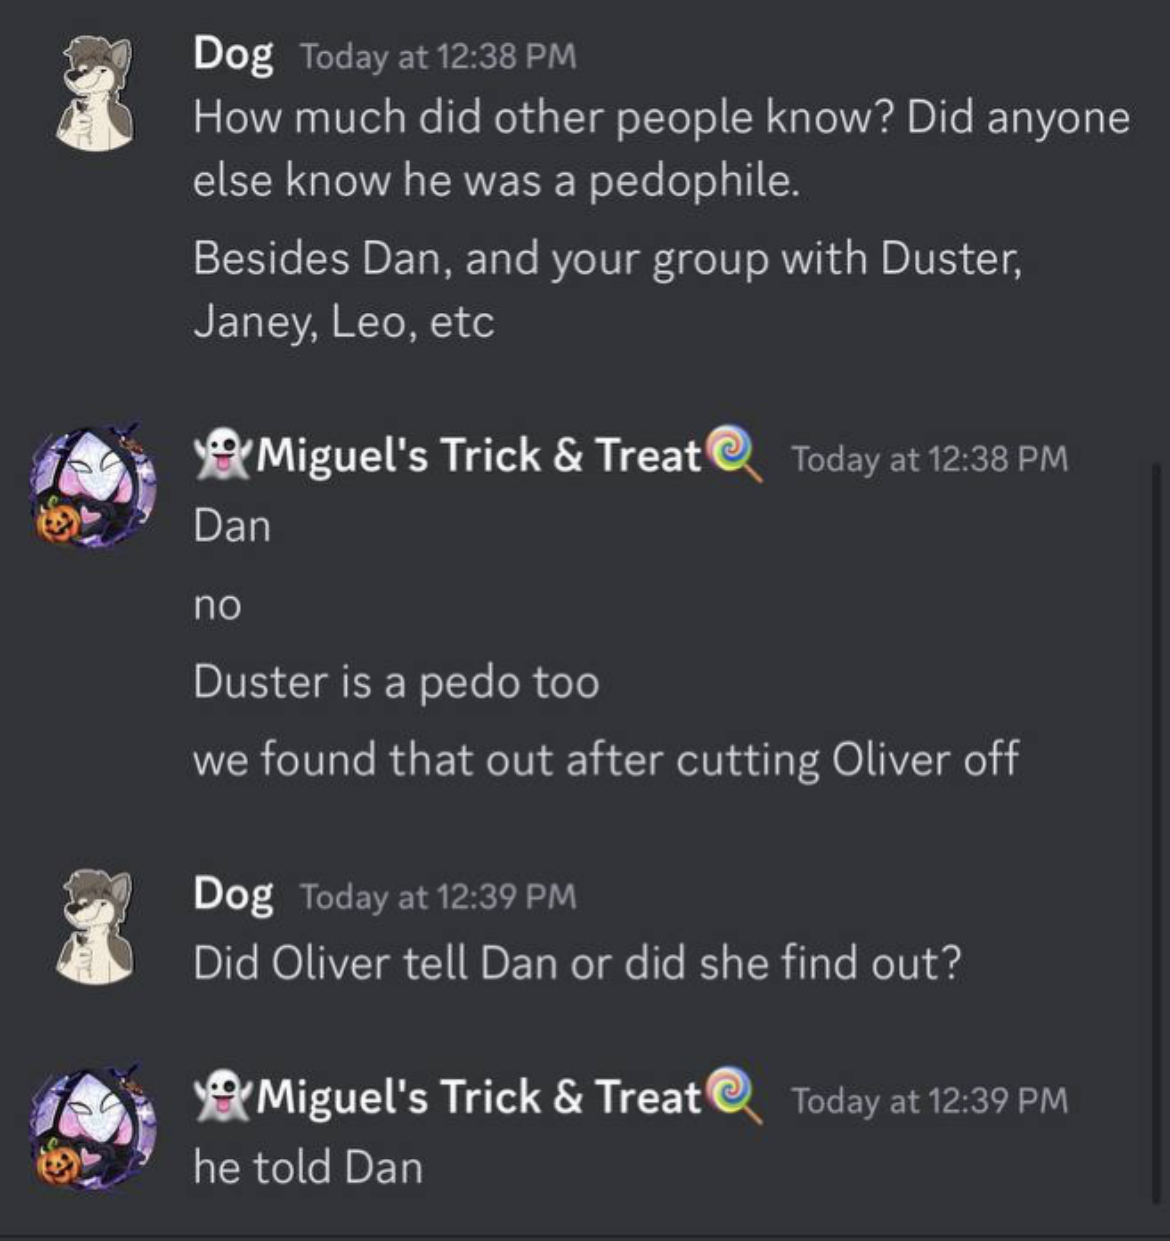 Dog Today at 12:38 PM
How much did other people know? Did anyone
else know he was a pedophile.
Besides Dan, and your group with Duster,
Janey, Leo, etc
👻Miguel's Trick & Treat🍭 Today at 12:38 PM
Dan
no
Duster is a pedo too
we found that out after cutting Oliver off
Dog Today at 12:39 PM
Did Oliver tell Dan or did she find out?
👻Miguel's Trick & Treat🍭 Today at 12:39 PM
he told Dan